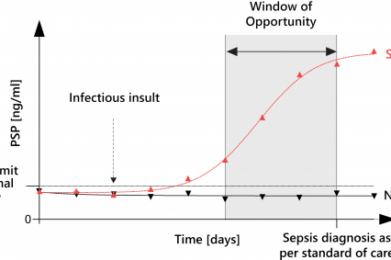 Window of
Opportunity
PSP [ng/ml]
Infectious insult
S
mit
nal
N
0
Time [days]
Sepsis diagnosis as
per standard of care